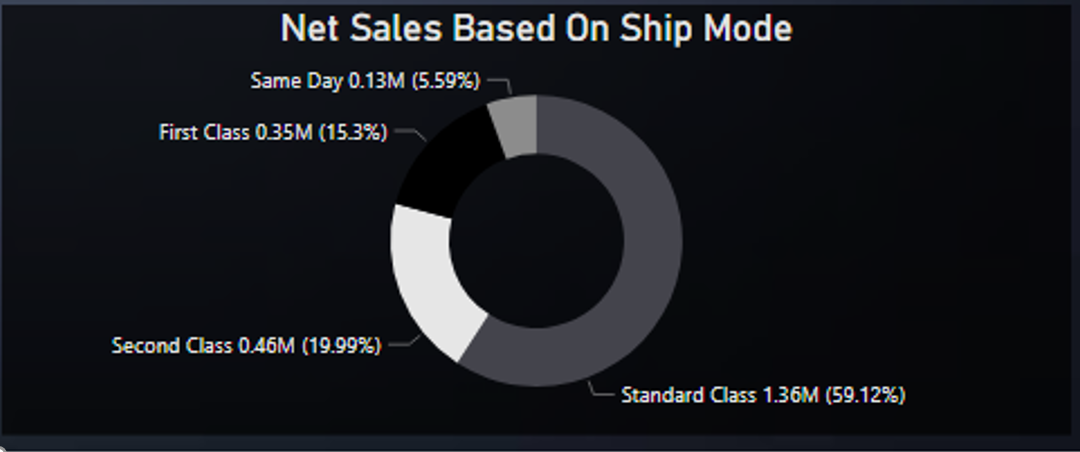 Net Sales Based On Ship Mode
Same Day 0.13M (5.59%)
First Class 0.35M (15.3%)
Second Class 0.46M (19.99%)
Standard Class 1.36M (59.12%)